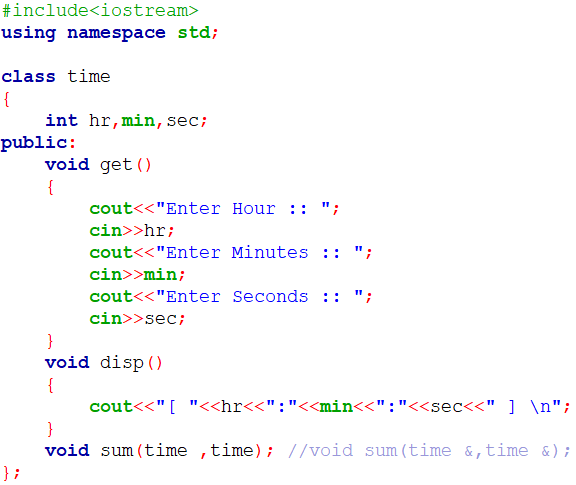 #include<iostream>
using namespace std;

class time
{
    int hr,min,sec;
public:
    void get()
    {
        cout<<"Enter Hour :: ";
        cin>>hr;
        cout<<"Enter Minutes :: ";
        cin>>min;
        cout<<"Enter Seconds :: ";
        cin>>sec;
    }
    void disp()
    {
        cout<<"[ "<<hr<<":"<<min<<":"<<sec<<" ] \n";
    }
    void sum(time ,time); //void sum(time &,time &);
};